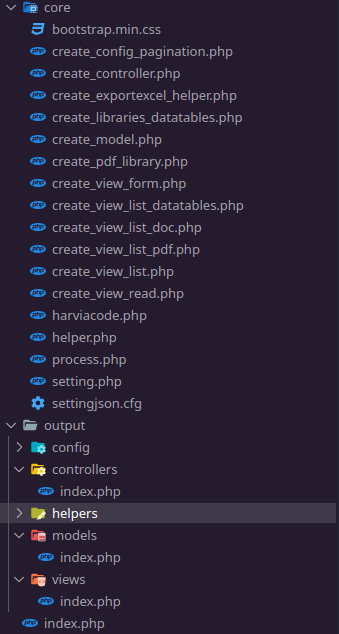 core
bootstrap.min.css
create_config_pagination.php
create_controller.php
create_exportexcel_helper.php
create_libraries_datatables.php
create_model.php
create_pdf_library.php
create_view_form.php
create_view_list_datatables.php
create_view_list_doc.php
create_view_list_pdf.php
create_view_list.php
create_view_read.php
harviacode.php
helper.php
process.php
setting.php
settingjson.cfg
output
config
controllers
index.php
helpers
models
index.php
views
index.php
index.php